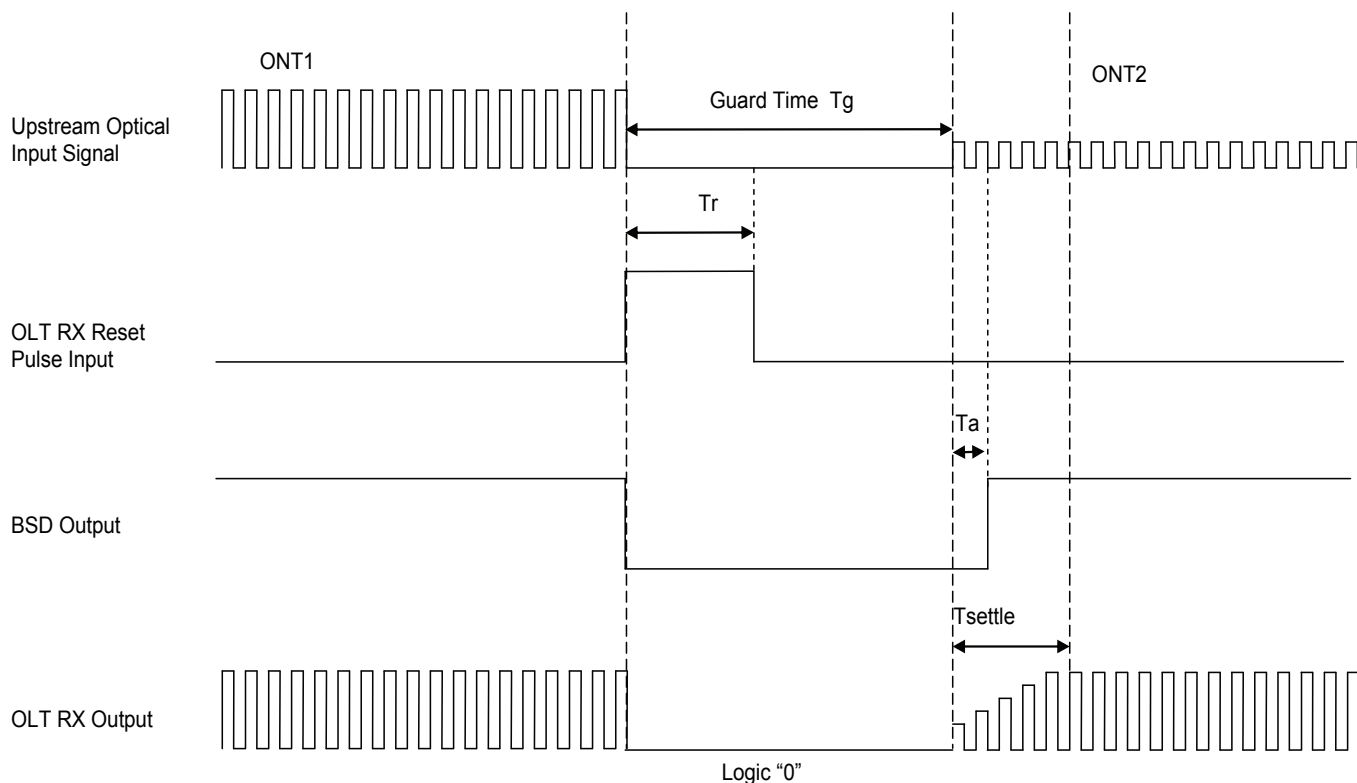 ONT1
ONT2
Guard Time Tg
Upstream Optical
Input Signal
Tr
OLT RX Reset
Pulse Input
Ta
BSD Output
Tsettle
OLT RX Output
Logic “0”